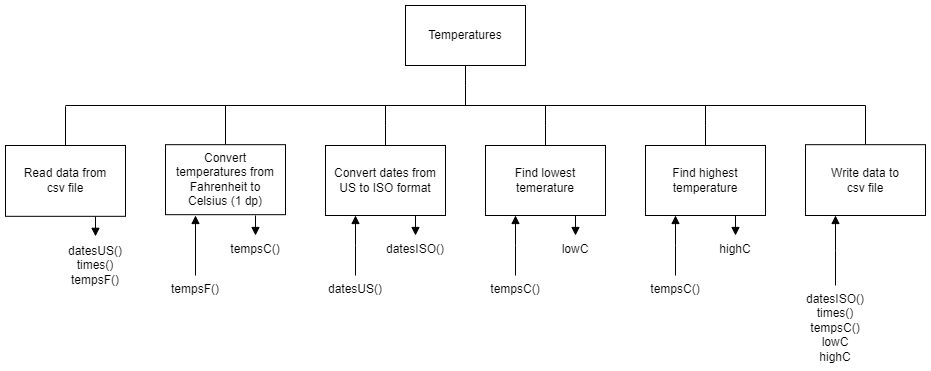 Temperatures
Read data from
csv file
Convert
temperatures from
Fahrenheit to
Celsius (1 dp)
Convert dates from
US to ISO format
Find lowest
temerature
Find highest
temperature
Write data to
csv file
datesUS()
times()
tempsF()
tempsF()
tempsC()
datesUS()
datesISO()
tempsC()
lowC
tempsC()
highC
datesISO()
times()
tempsC()
lowC
highC